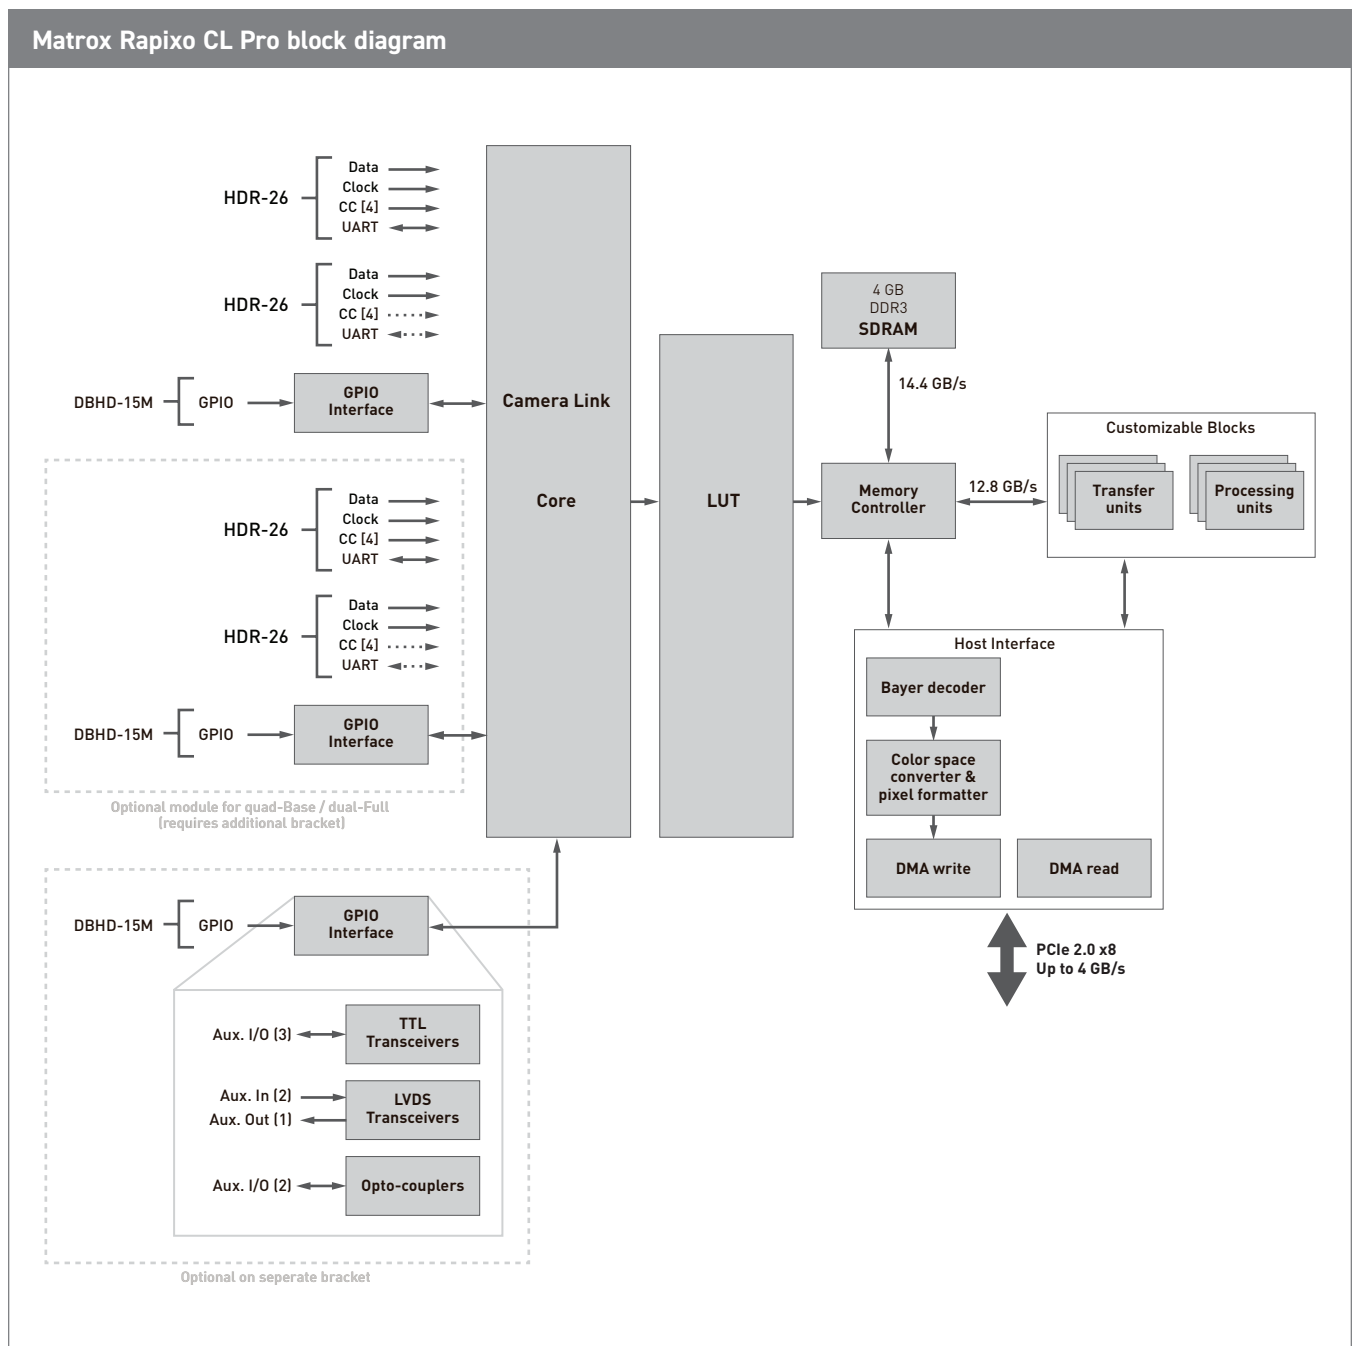 Matrox Rapixo CL Pro block diagram
HDR-26
Data
Clock
CC [4]
UART
HDR-26
Data
Clock
CC [4]
UART
DBHD-15M
GPIO
GPIO
Interface
HDR-26
Data
Clock
CC [4]
UART
HDR-26
Data
Clock
CC [4]
UART
DBHD-15M
GPIO
GPIO
Interface
Optional module for quad-Base / dual-Full
(requires additional bracket)
Camera Link
Core
LUT
4 GB
DDR3
SDRAM
14.4 GB/s
Memory
Controller
12.8 GB/s
Customizable Blocks
Transfer
units
Processing
units
Host Interface
Bayer decoder
Color space
converter &
pixel formatter
DMA write
DMA read
PCIe 2.0 x8
Up to 4 GB/s
DBHD-15M
GPIO
GPIO
Interface
Aux. I/O (3)
TTL
Transceivers
Aux. In (2)
Aux. Out (1)
LVDS
Transceivers
Aux. I/O (2)
Opto-couplers
Optional on seperate bracket